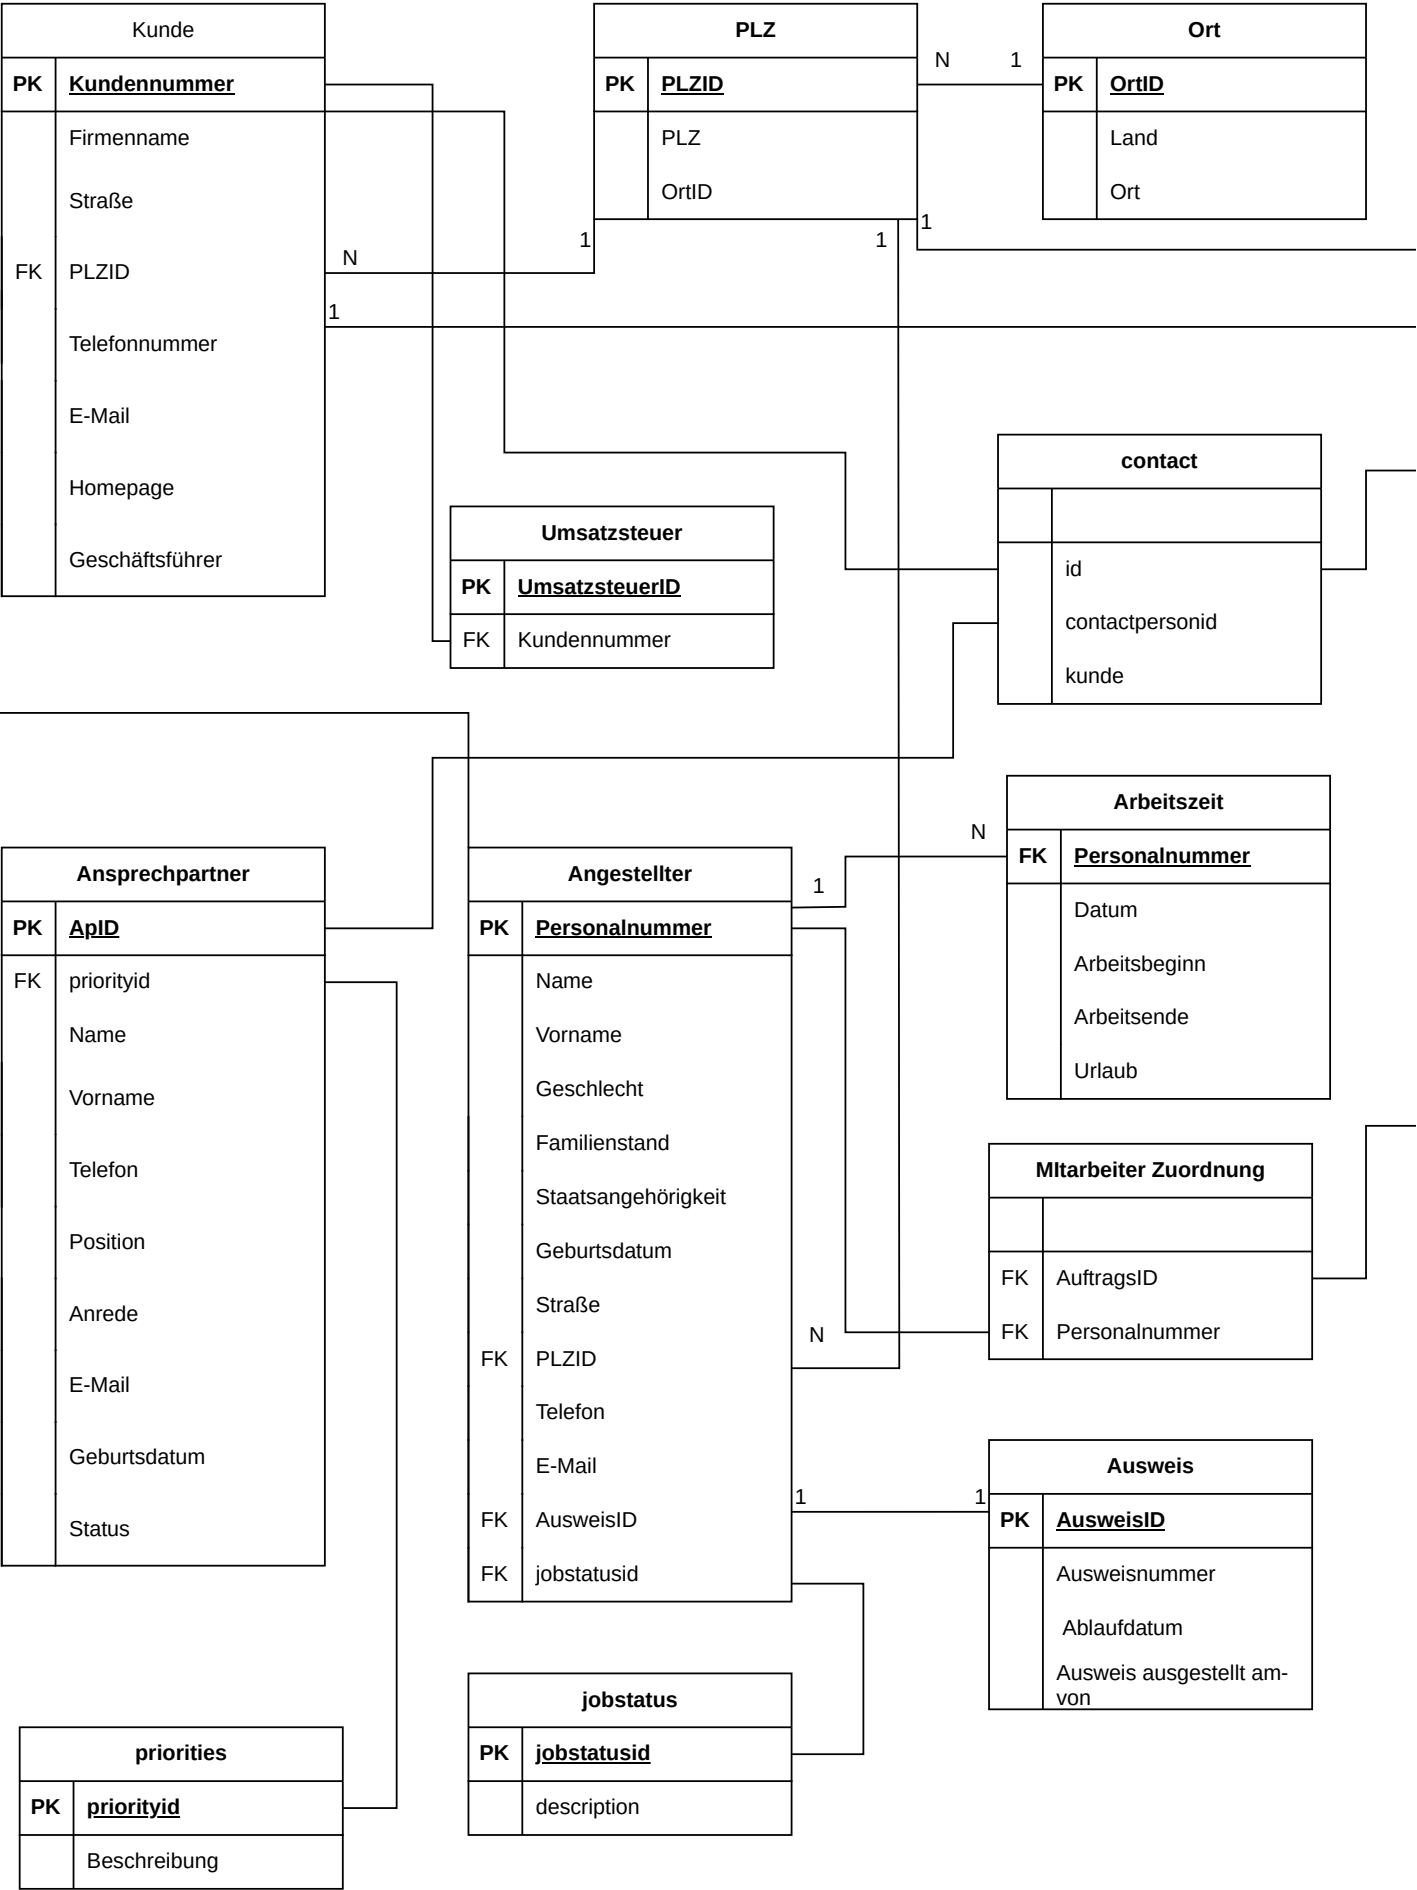 Kunde
PK Kundennummer
Firmenname
Straße
FK PLZID
Telefonnummer
E-Mail
Homepage
Geschäftsführer
PLZ
PK PLZID
PLZ
OrtID
Ort
PK OrtID
Land
Ort
N 1
N
1
1
1
1
Umsatzsteuer
PK UmsatzsteuerID
FK Kundennummer
contact
id
contactpersonid
kunde
Ansprechpartner
PK ApID
FK priorityid
Name
Vorname
Telefon
Position
Anrede
E-Mail
Geburtsdatum
Status
Angestellter
PK Personalnummer
Name
Vorname
Geschlecht
Familienstand
Staatsangehörigkeit
Geburtsdatum
Straße
FK PLZID
Telefon
E-Mail
FK AusweisID
FK jobstatusid
1
N
N
1 1
Arbeitszeit
FK Personalnummer
Datum
Arbeitsbeginn
Arbeitsende
Urlaub
MItarbeiter Zuordnung
FK AuftragsID
FK Personalnummer
Ausweis
PK AusweisID
Ausweisnummer
Ablaufdatum
Ausweis ausgestellt am-
von
jobstatus
PK jobstatusid
description
priorities
PK priorityid
Beschreibung